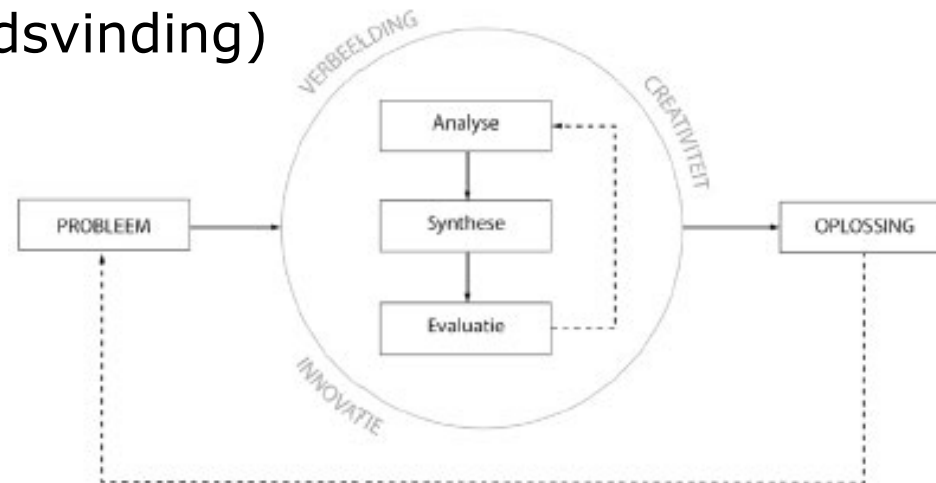 dsvinding)
VERBEELDING
CREATIVITEIT
Analyse
PROBLEEM
Synthese
OPLOSSING
Evaluatie
INNOVATIE